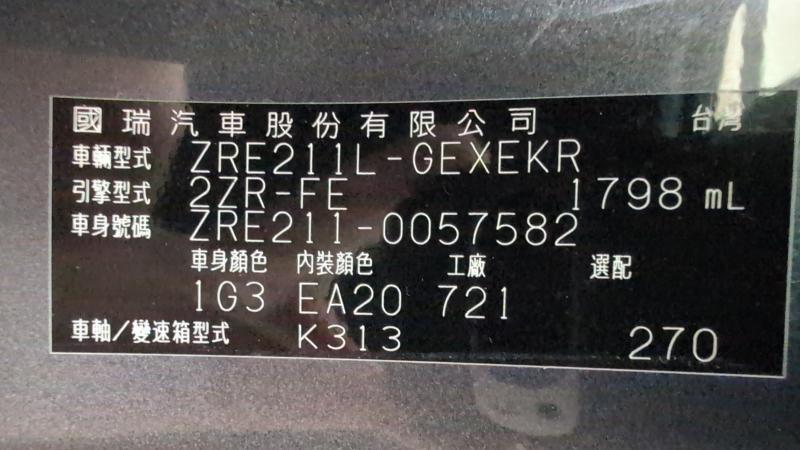 國瑞汽車股份有限公司 台灣
車輛型式 ZRE211L-GEXEKR
引擎型式 2ZR-FE 1798 mL
車身號碼 ZRE211-0057582
車身顏色 內裝顏色 工廠 選配
1G3 EA20 721
車軸/變速箱型式 K313 270